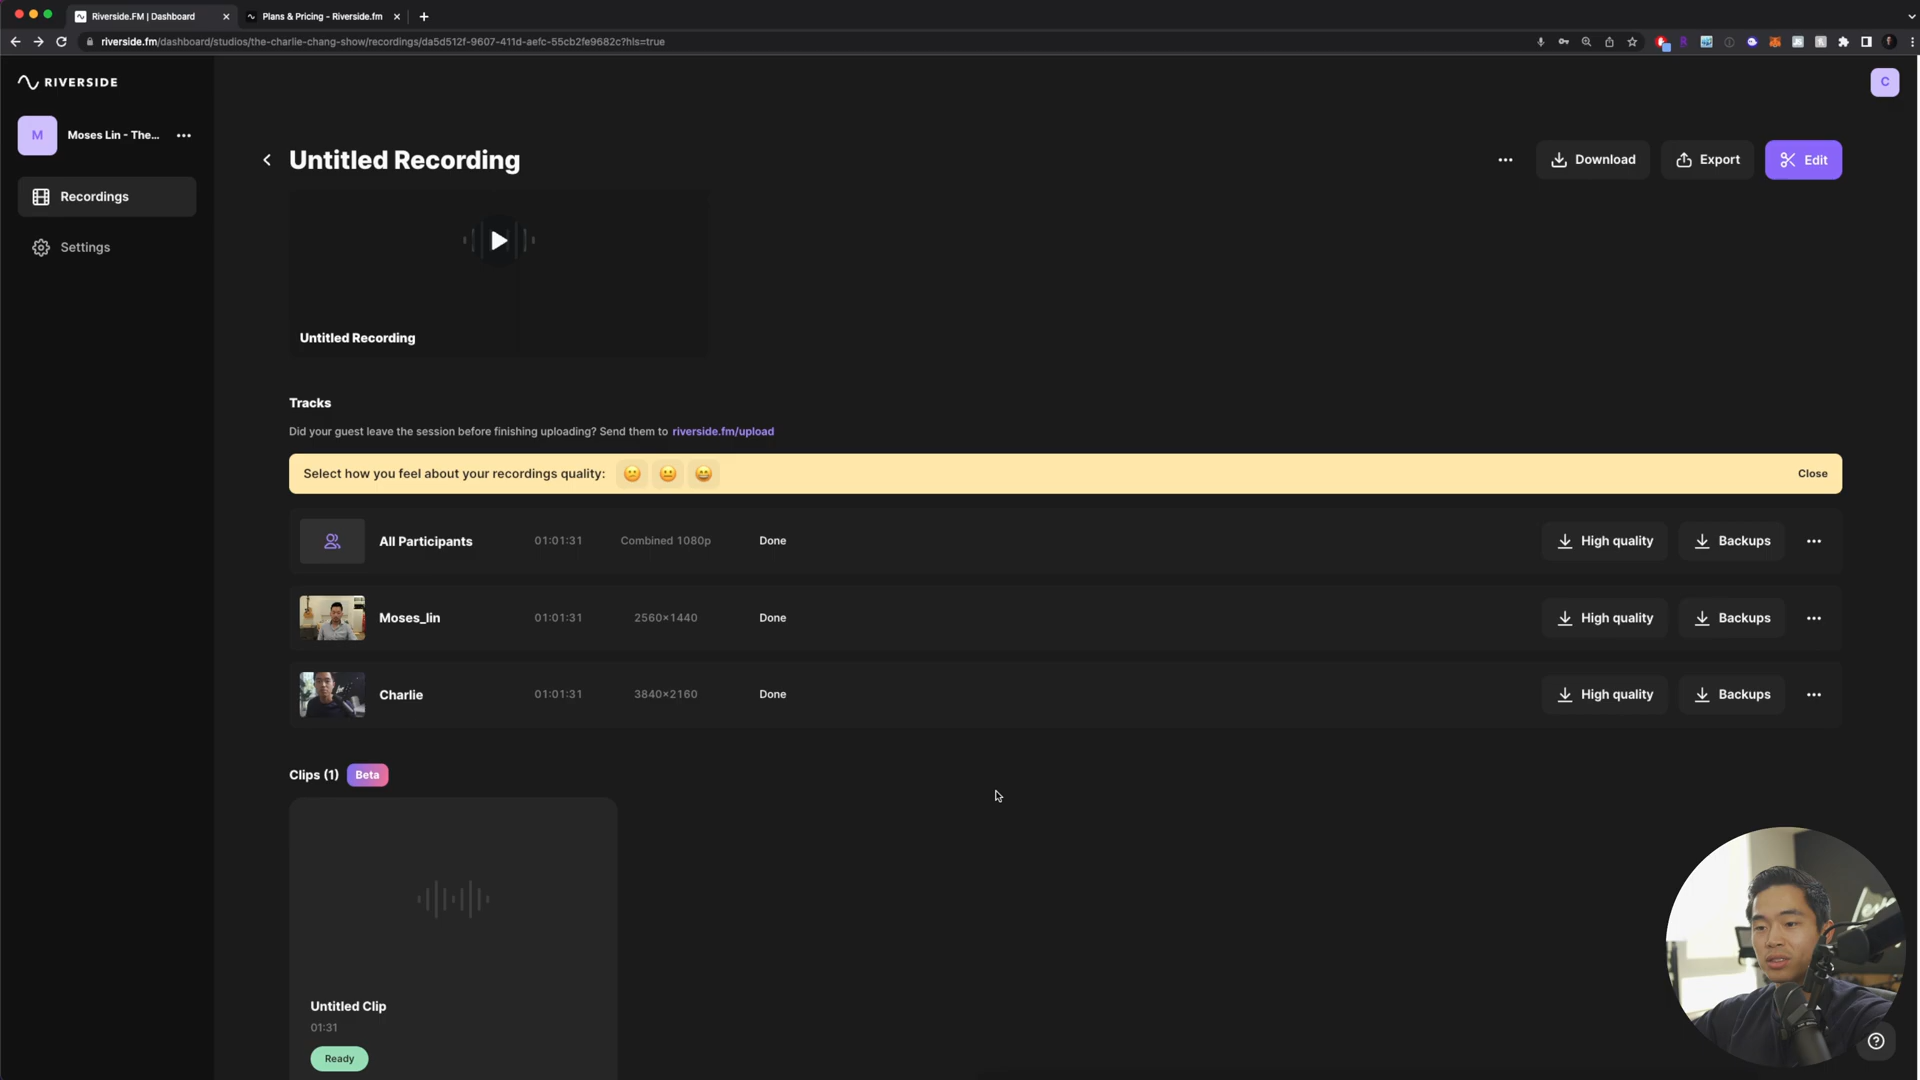 Riverside.FM | Dashboard
Plans & Pricing - Riverside.fm
riverside.fm/dashboard/studios/the-charlie-chang-show/recordings/da5d512f-9607-411d-aefc-55cb2fe9682c?hls=true
RIVERSIDE
C
M
Moses Lin - The...
Recordings
Settings
Untitled Recording
Download
Export
Edit
Untitled Recording
Tracks
Did your guest leave the session before finishing uploading? Send them to riverside.fm/upload
Select how you feel about your recordings quality:
Close
All Participants 01:01:31 Combined 1080p Done High quality Backups
Moses_lin 01:01:31 2560×1440 Done High quality Backups
Charlie 01:01:31 3840×2160 Done High quality Backups
Clips (1) Beta
Untitled Clip
01:31
Ready